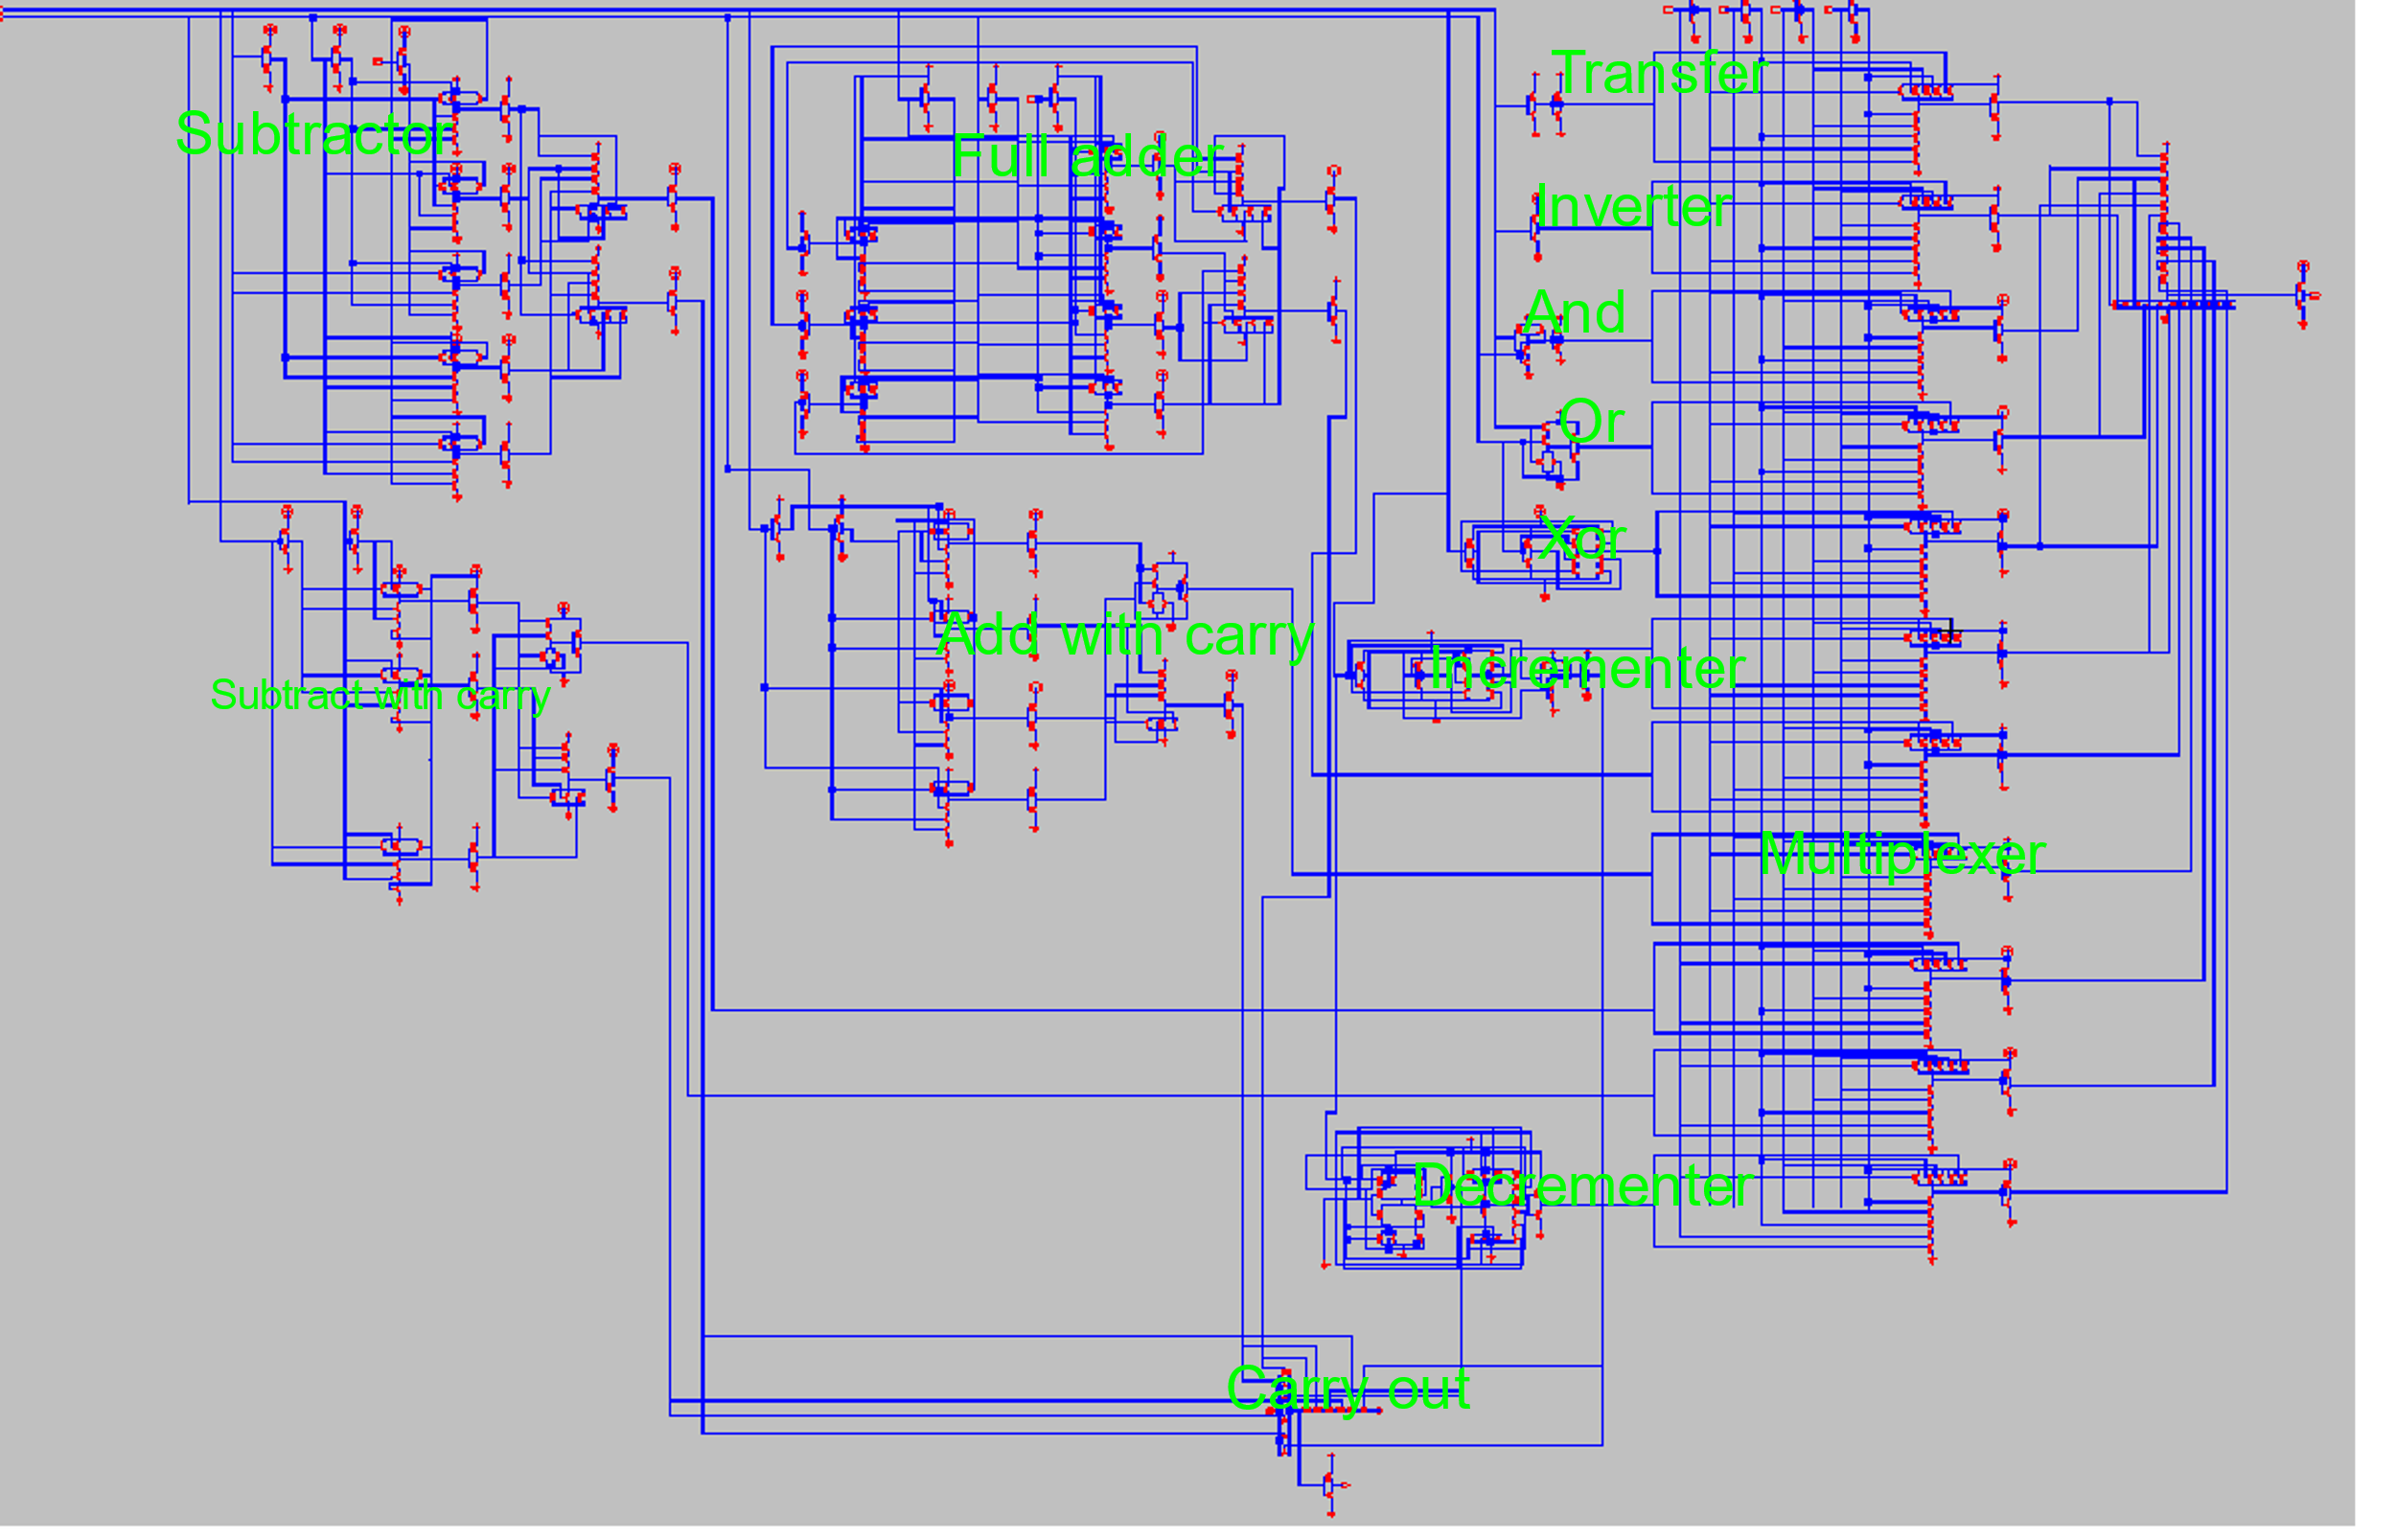 Transfer
Subtractor
Full adder
Inverter
And
Or
Xor
Add with carry
Incrementer
Subtract with carry
Multiplexer
Decrementer
Carry out